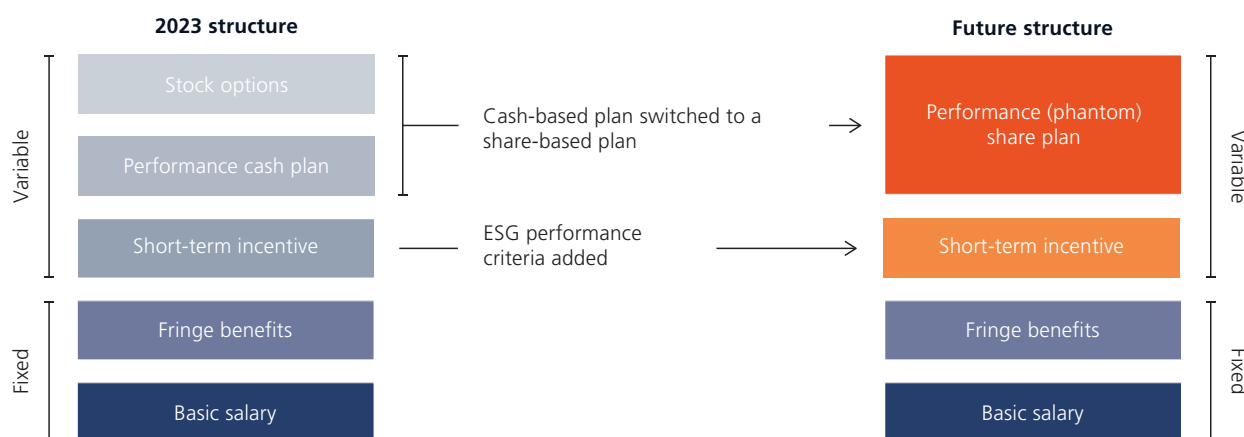 2023 structure
Future structure
Variable
Stock options
Performance cash plan
Short-term incentive
Cash-based plan switched to a
share-based plan
Performance (phantom)
share plan
Variable
ESG performance
criteria added
Short-term incentive
Fixed
Fringe benefits
Basic salary
Fringe benefits
Basic salary
Fixed